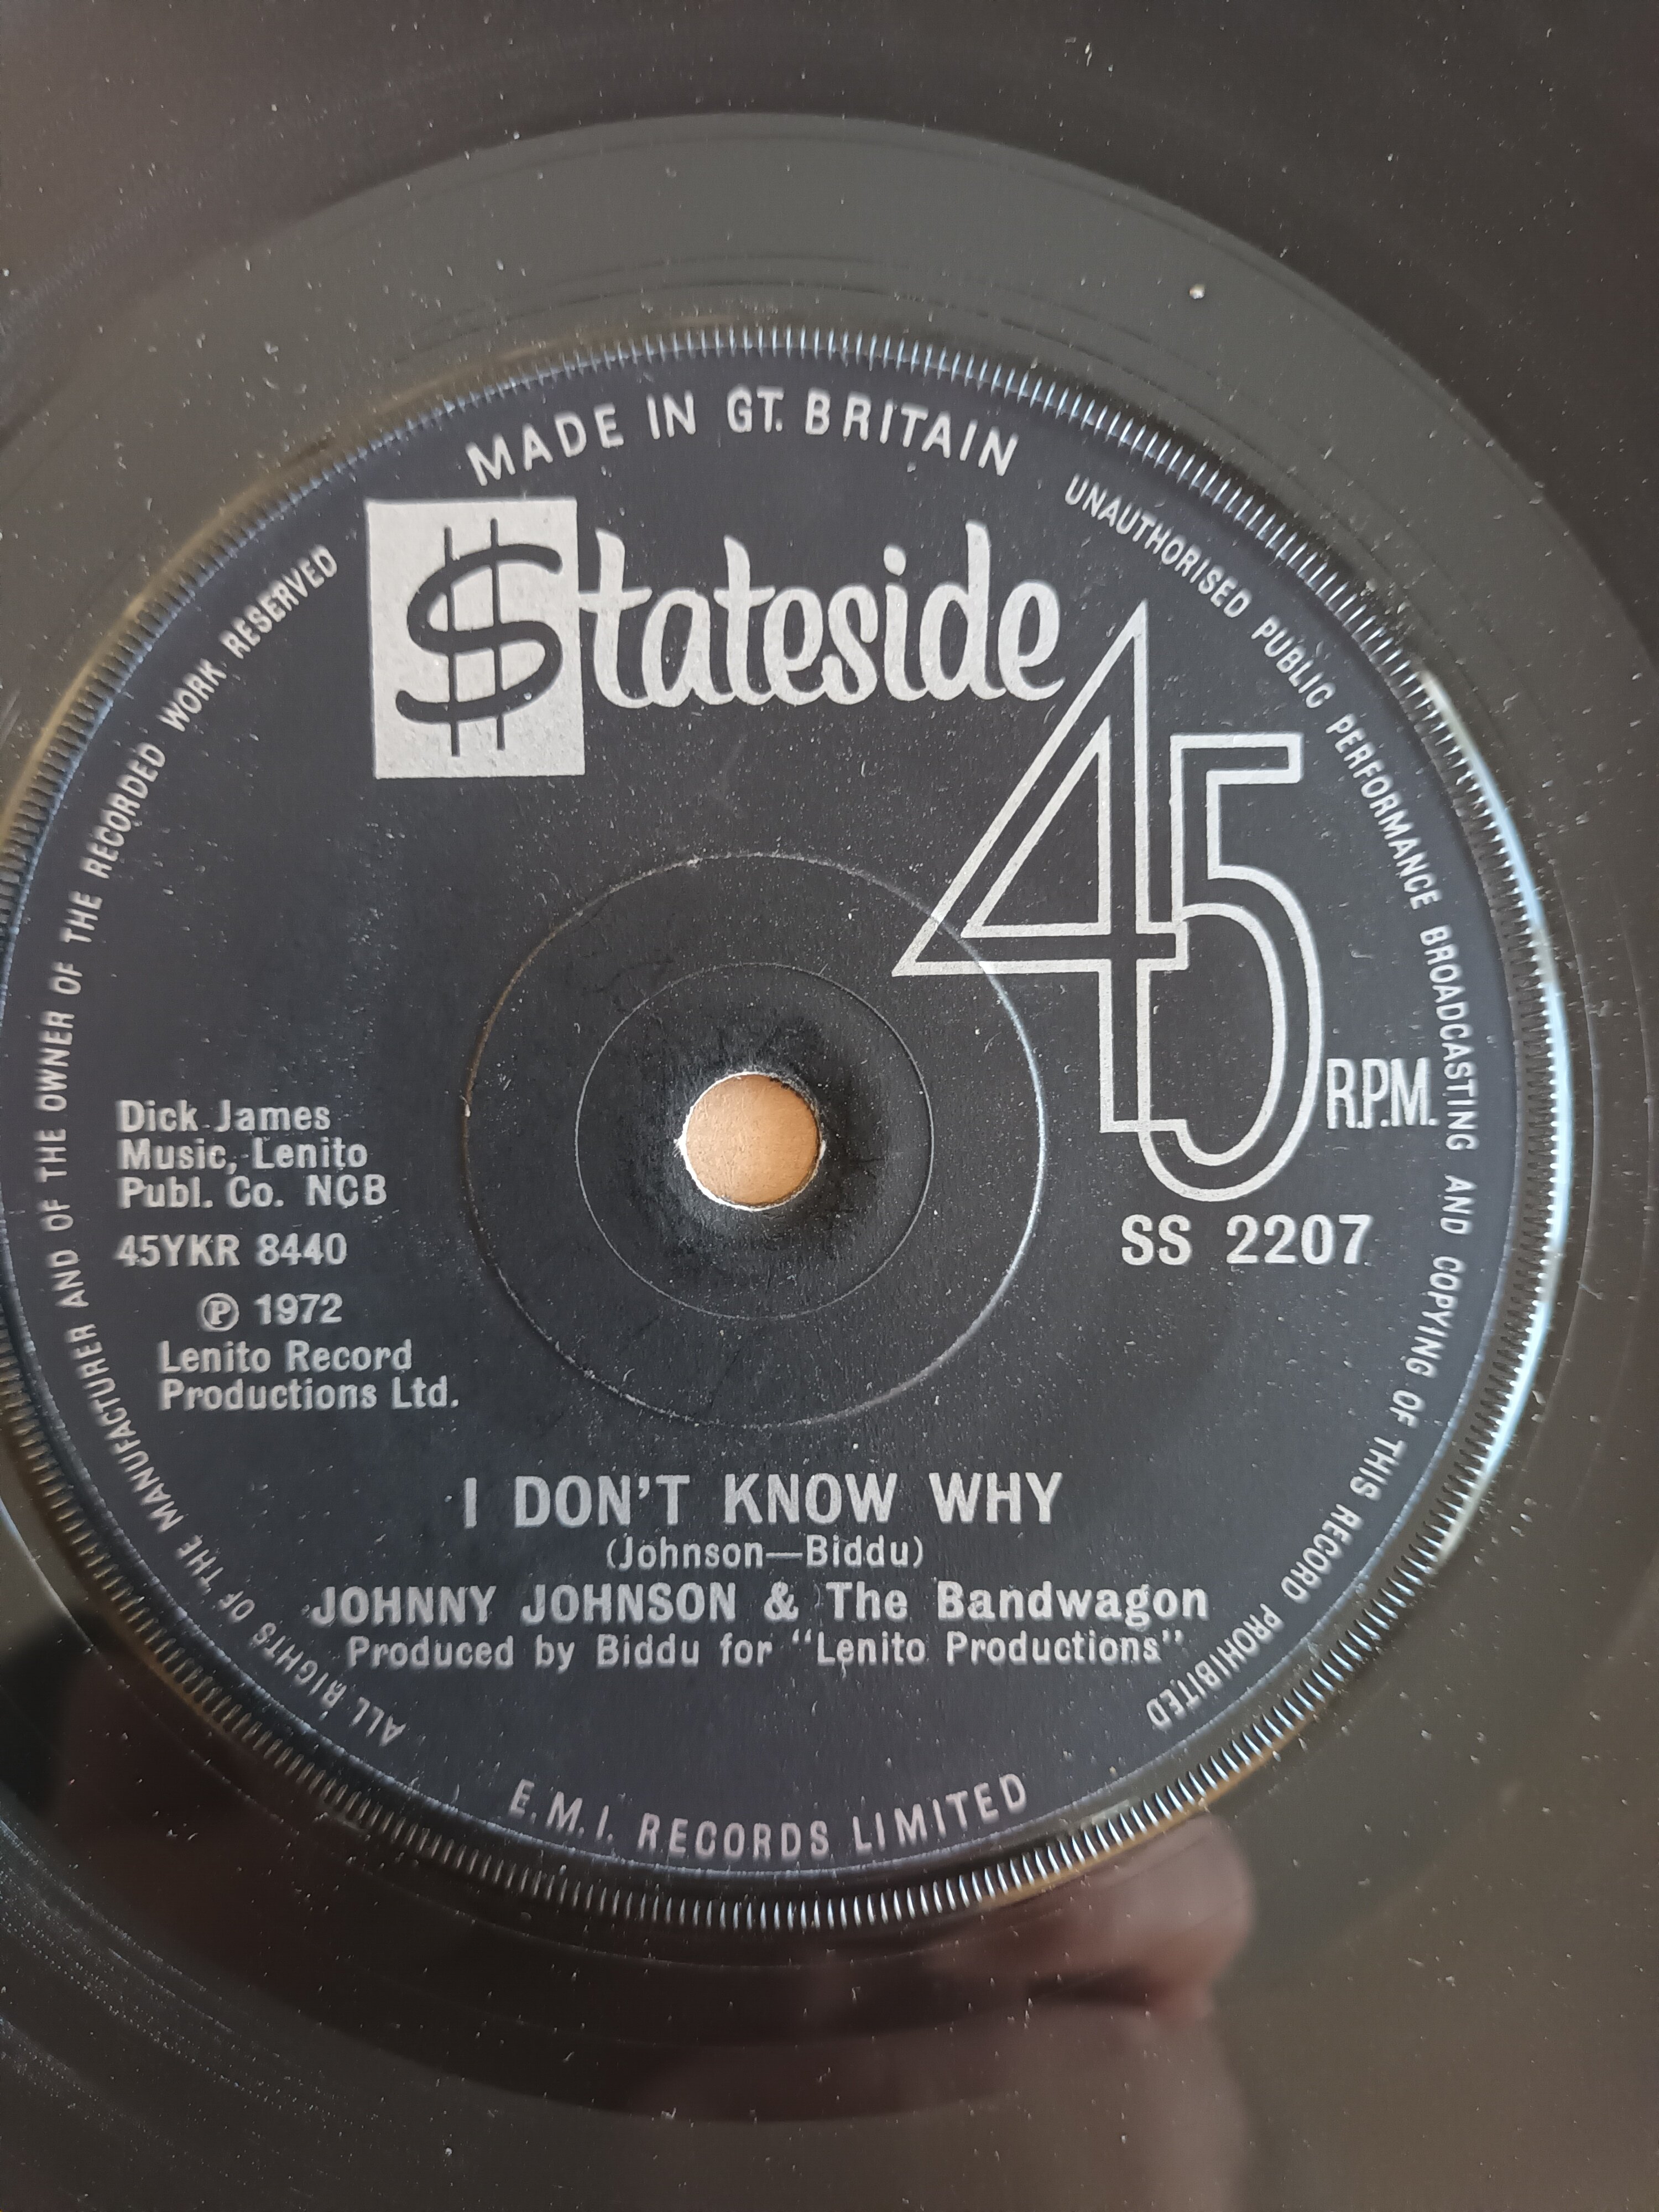 MADE IN GT. BRITAIN
UNAUTHORISED PUBLIC PERFORMANCE BROADCASTING AND COPYING OF THIS RECORD PROHIBITED
Stateside
45
R.P.M.
Dick James
Music, Lenito
Publ. Co. NCB
45YKR 8440
SS 2207
℗ 1972
Lenito Record
Productions Ltd.
I DON'T KNOW WHY
(Johnson—Biddu)
JOHNNY JOHNSON & The Bandwagon
Produced by Biddu for "Lenito Productions"
E.M.I. RECORDS LIMITED
ALL RIGHTS OF THE MANUFACTURER AND OF THE OWNER OF THE RECORDED WORK RESERVED